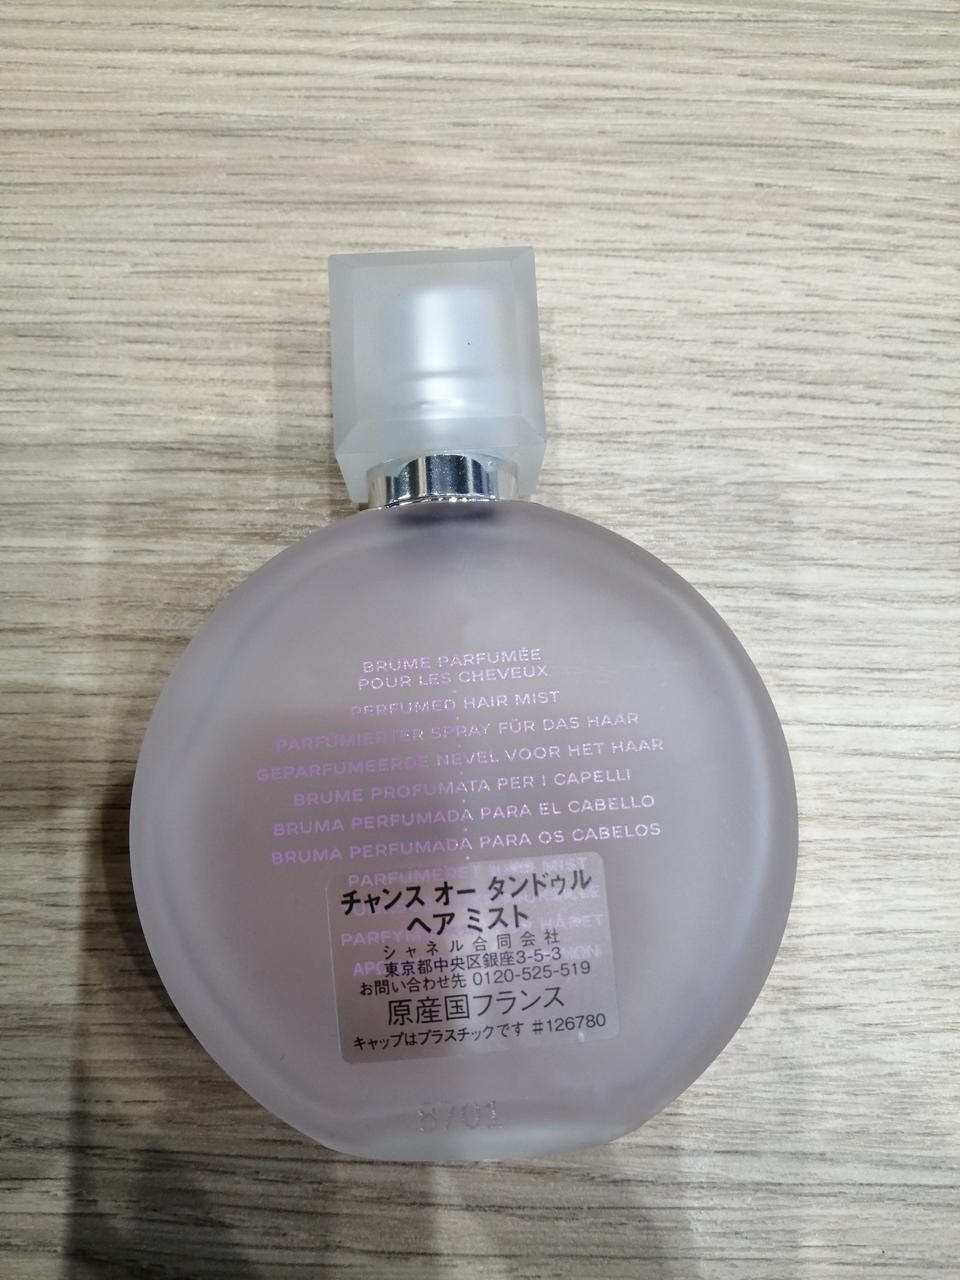 BRUME PARFUMÉE
POUR LES CHEVEUX
PERFUMED HAIR MIST
PARFÜMIERTER SPRAY FÜR DAS HAAR
GEPARFUMEERDE NEVEL VOOR HET HAAR
BRUME PROFUMATA PER I CAPELLI
BRUMA PERFUMADA PARA EL CABELLO
BRUMA PERFUMADA PARA OS CABELOS
PARFUMERET HAIR MIST
チャンス オー タンドゥル
ヘア ミスト
シャネル合同会社
東京都中央区銀座3-5-3
お問い合わせ先 0120-525-519
原産国フランス
キャップはプラスチックです #126780
8701